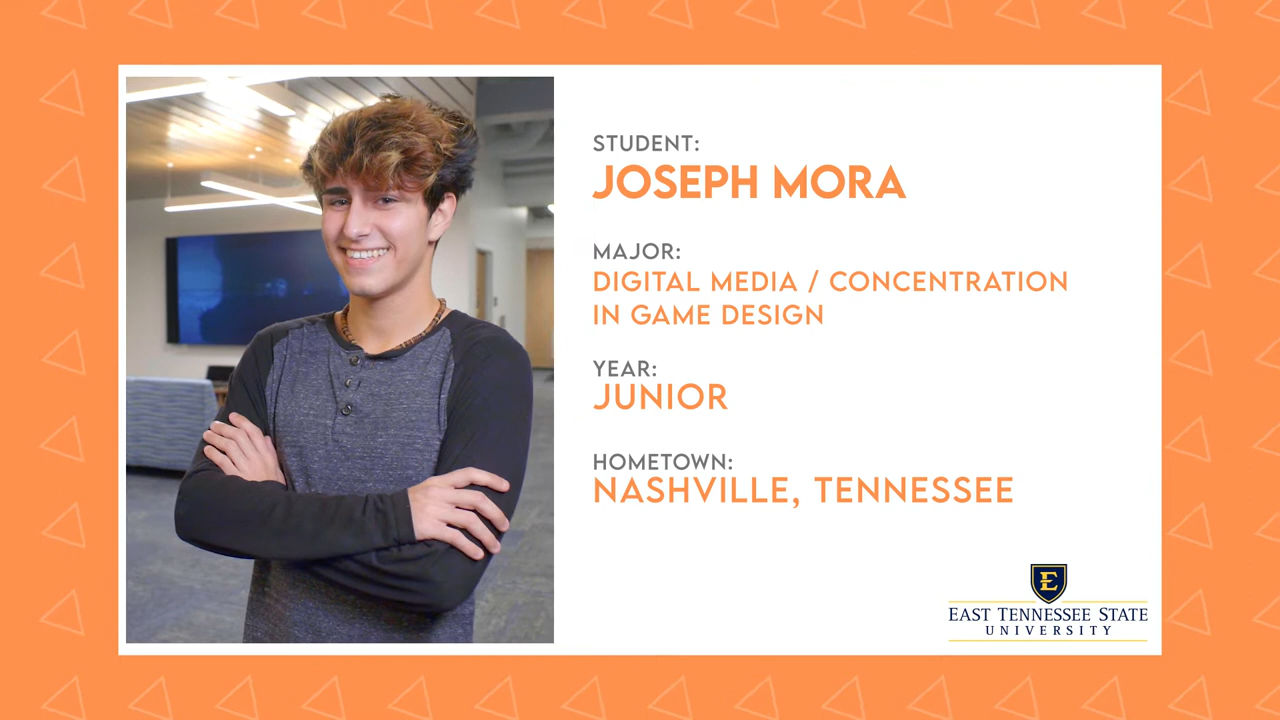 STUDENT:
JOSEPH MORA
MAJOR:
DIGITAL MEDIA / CONCENTRATION
IN GAME DESIGN
YEAR:
JUNIOR
HOMETOWN:
NASHVILLE, TENNESSEE
E
EAST TENNESSEE STATE
UNIVERSITY